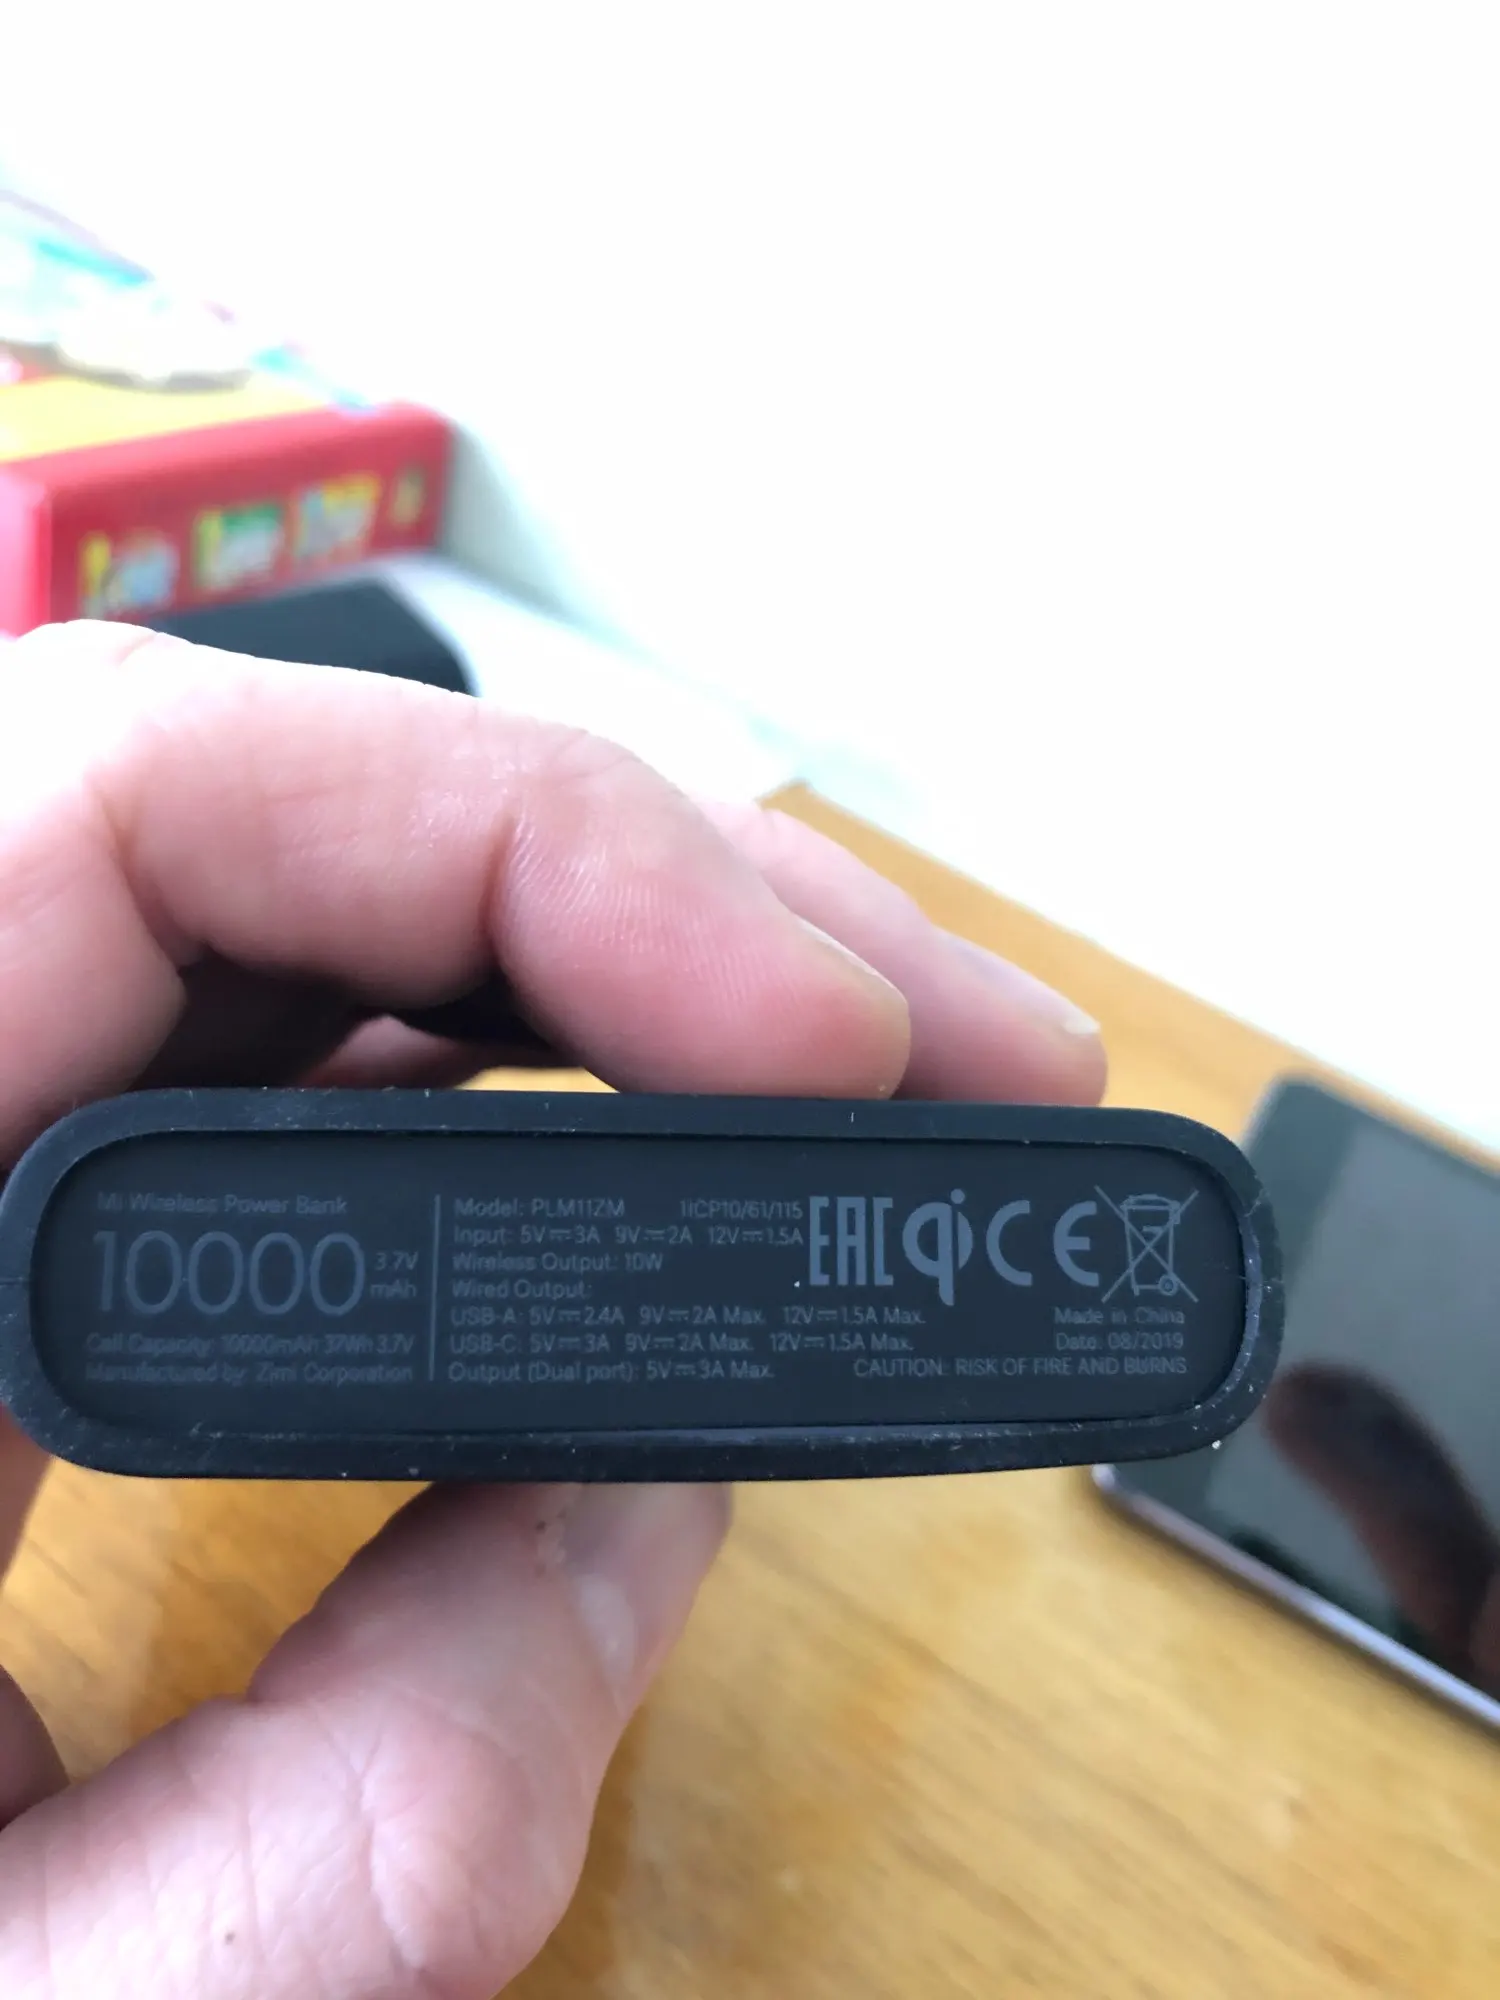 Mi Wireless Power Bank
10000 3.7V mAh
Cell Capacity: 10000mAh 37Wh 3.7V
Manufactured by: Zimi Corporation
Model: PLM11ZM 1ICP10/61/115
Input: 5V⎓3A 9V⎓2A 12V⎓1.5A
Wireless Output: 10W
Wired Output:
USB-A: 5V⎓2.4A 9V⎓2A Max. 12V⎓1.5A Max.
USB-C: 5V⎓3A 9V⎓2A Max. 12V⎓1.5A Max.
Output (Dual port): 5V⎓3A Max.
EAC qi CE
Made in China
Date: 08/2019
CAUTION: RISK OF FIRE AND BURNS